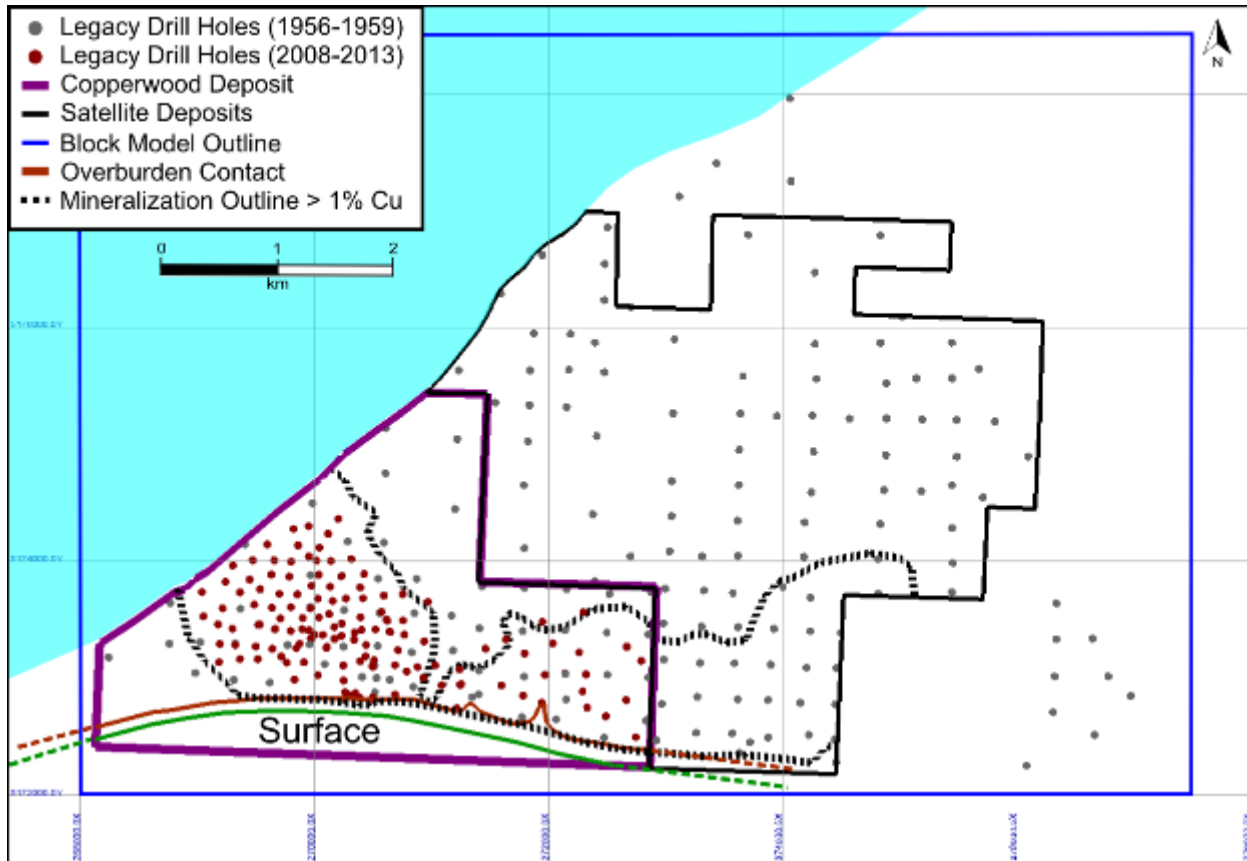 Legacy Drill Holes (1956-1959)
Legacy Drill Holes (2008-2013)
Copperwood Deposit
Satellite Deposits
Block Model Outline
Overburden Contact
Mineralization Outline > 1% Cu
N
0 1 2
km
Surface